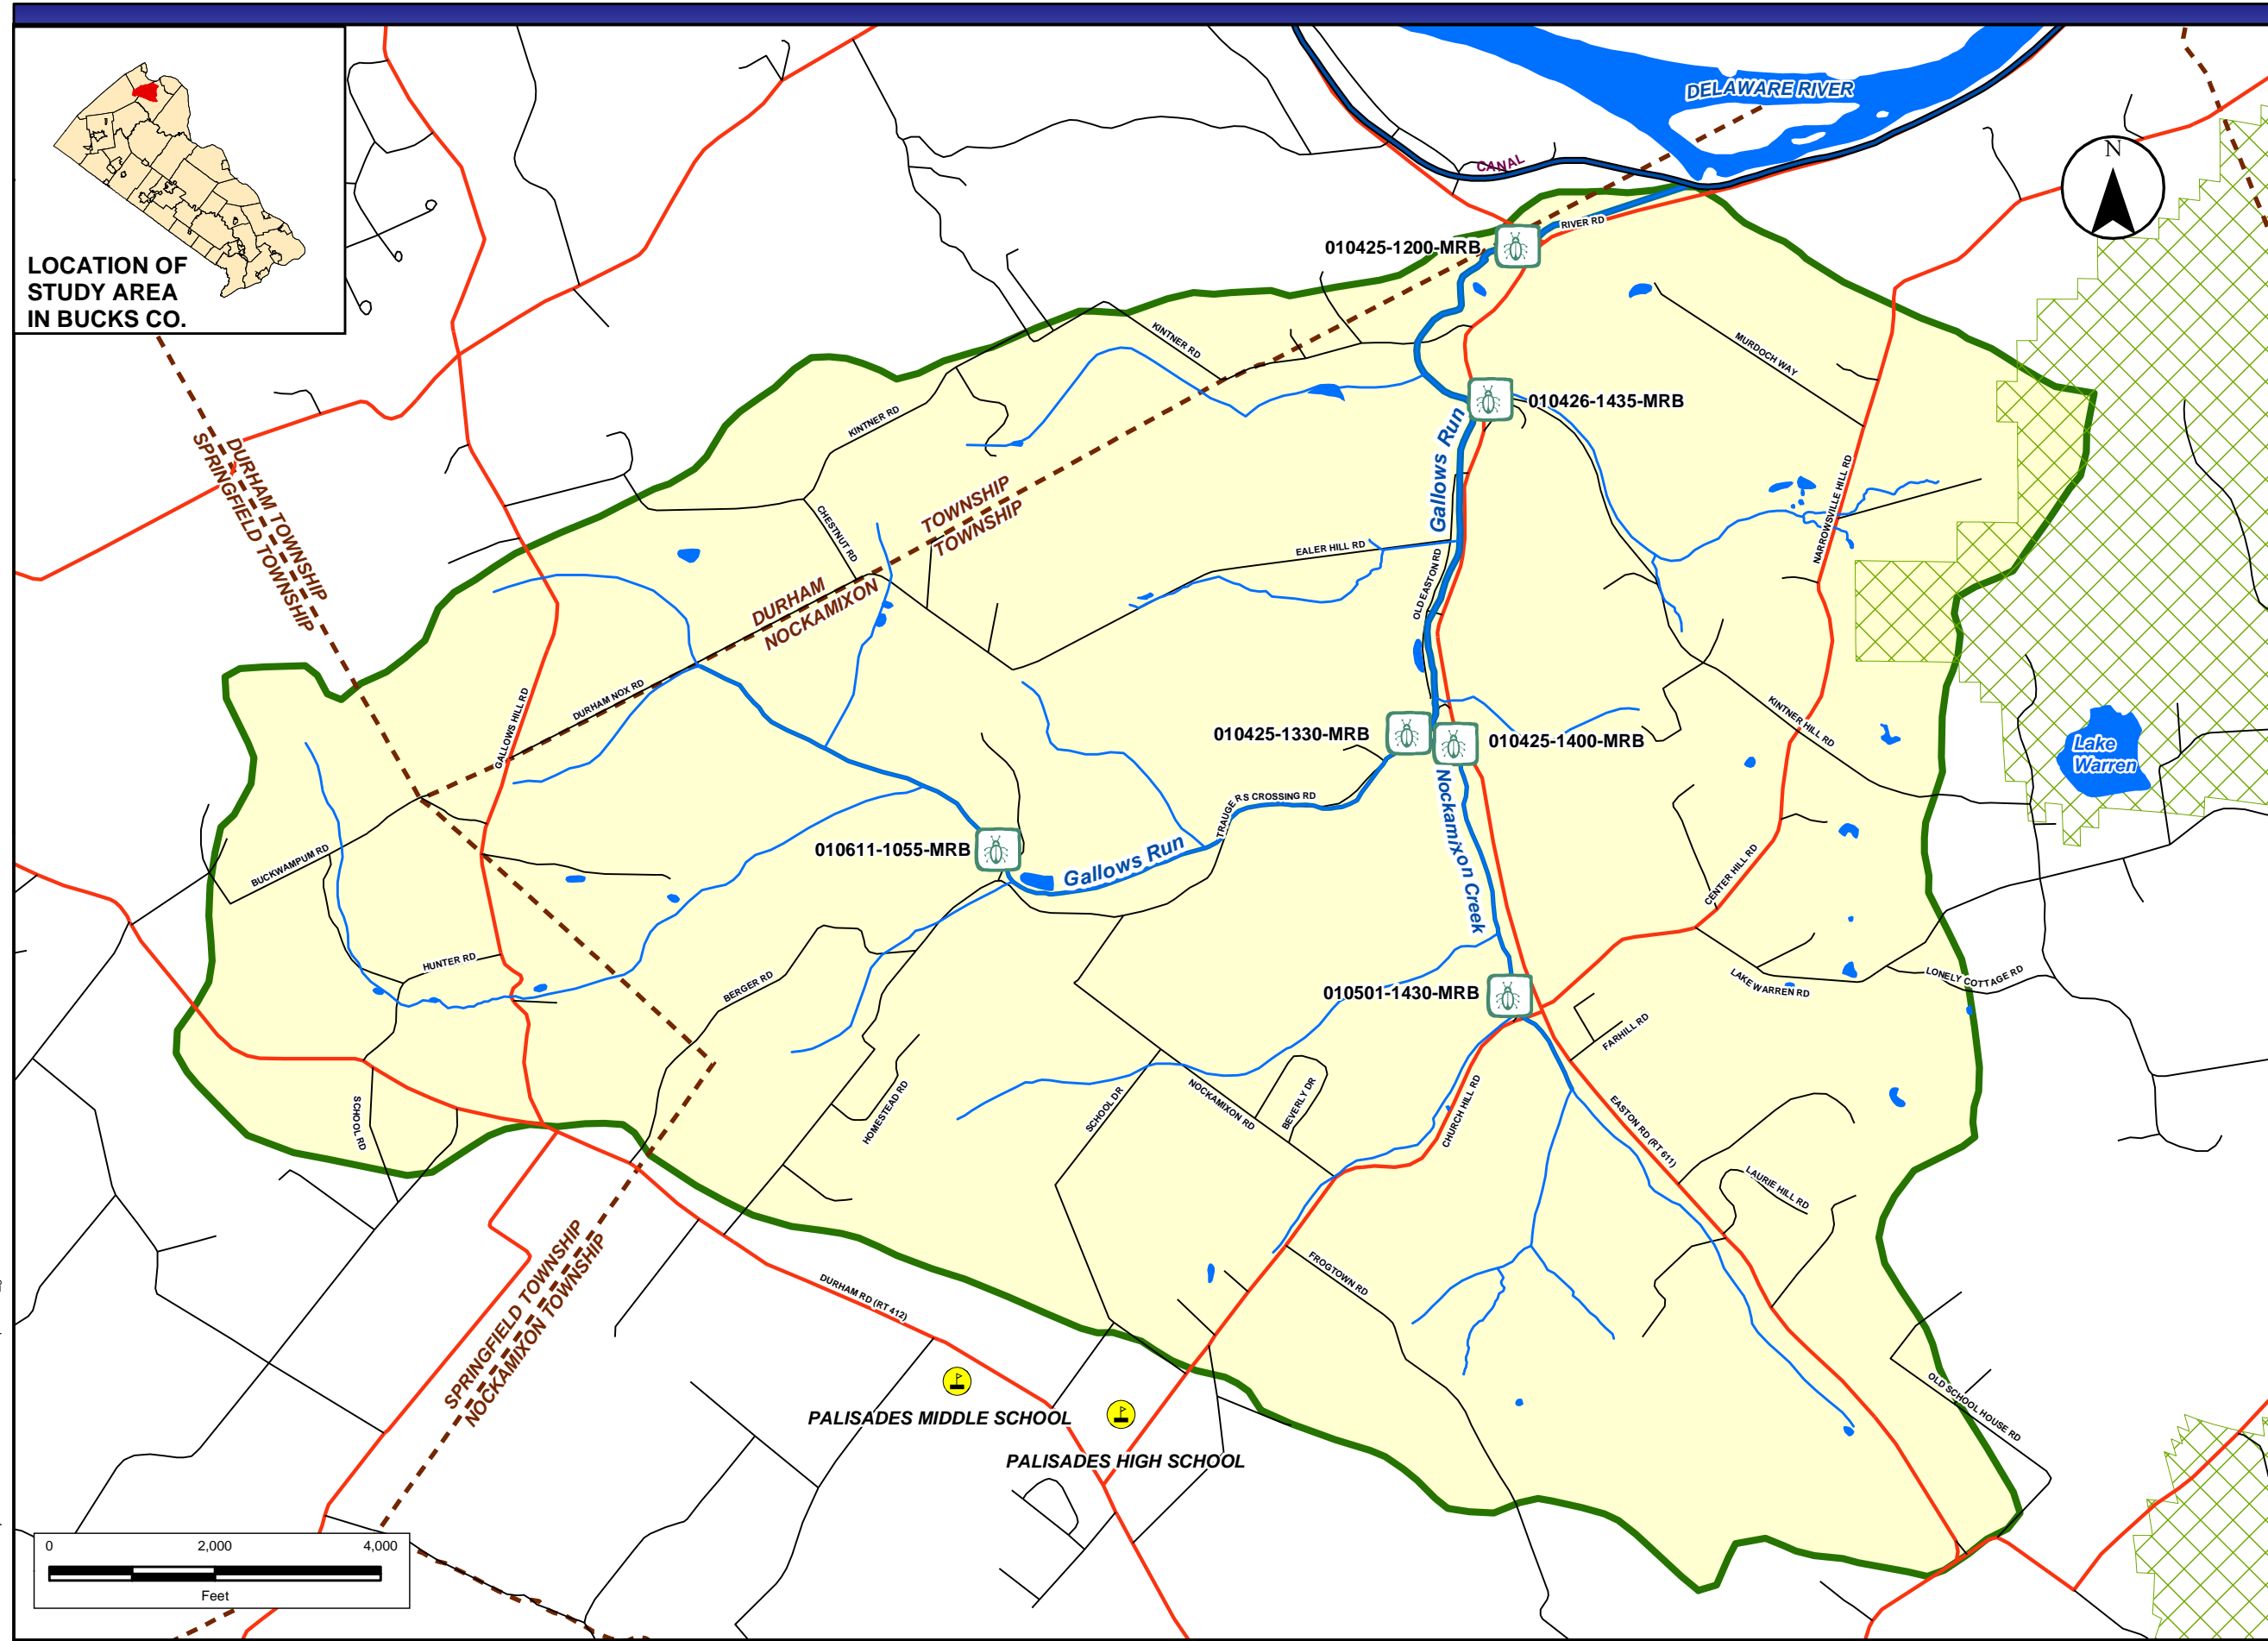 LOCATION OF
STUDY AREA
IN BUCKS CO.
DELAWARE RIVER
CANAL
N
RIVER RD
010425-1200-MRB
KINTNER RD
MURDOCH WAY
010426-1435-MRB
KINTNER RD
Gallows Run
DURHAM TOWNSHIP
SPRINGFIELD TOWNSHIP
NARROWSVILLE HILL RD
CHESTNUT RD
TOWNSHIP
TOWNSHIP
EALER HILL RD
OLD EASTON RD
DURHAM
NOCKAMIXON
DURHAM NOX RD
GALLOWS HILL RD
KINTNER HILL RD
010425-1330-MRB
010425-1400-MRB
Lake
Warren
Nockamixon Creek
TRAUGERS CROSSING RD
010611-1055-MRB
Gallows Run
BUCKWAMPUM RD
CENTER HILL RD
HUNTER RD
BERGER RD
LAKE WARREN RD
LONELY COTTAGE RD
010501-1430-MRB
FARHILL RD
SCHOOL RD
HOMESTEAD RD
SCHOOL DR
NOCKAMIXON RD
BEVERLY DR
CHURCH HILL RD
EASTON RD (RT 611)
LAURIE HILL RD
SPRINGFIELD TOWNSHIP
NOCKAMIXON TOWNSHIP
FROGTOWN RD
DURHAM RD (RT 412)
OLD SCHOOL HOUSE RD
PALISADES MIDDLE SCHOOL
PALISADES HIGH SCHOOL
0 2,000 4,000
Feet